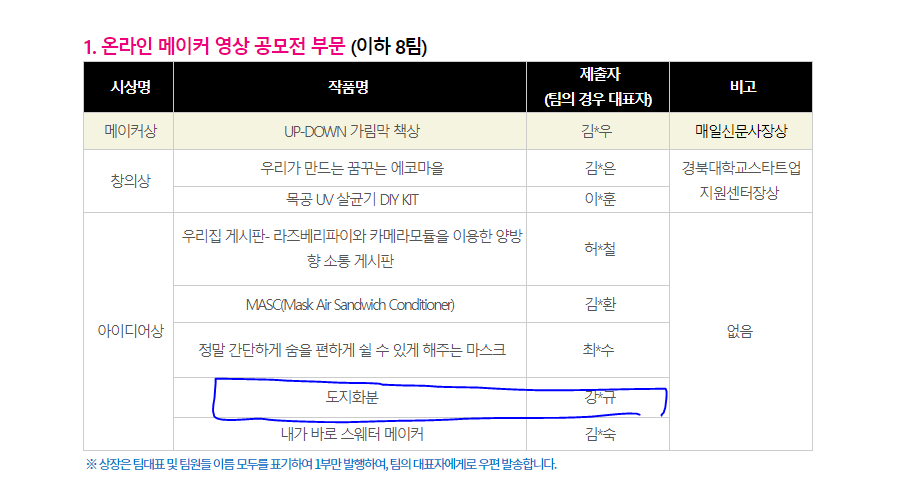 1. 온라인 메이커 영상 공모전 부문 (이하 8팀)
시상명 작품명 제출자 (팀의 경우 대표자) 비고
메이커상 UP-DOWN 가림막 책상 김*우 매일신문사장상
창의상 우리가 만드는 꿈꾸는 에코마을 김*은 경북대학교스타트업
지원센터장상
목공 UV 살균기 DIY KIT 이*훈
아이디어상 우리집 게시판- 라즈베리파이와 카메라모듈을 이용한 양방
향 소통 게시판 허*철 없음
MASC(Mask Air Sandwich Conditioner) 김*환
정말 간단하게 숨을 편하게 쉴 수 있게 해주는 마스크 최*수
도지화분 강*규
내가 바로 스웨터 메이커 김*숙
※ 상장은 팀대표 및 팀원들 이름 모두를 표기하여 1부만 발행하여, 팀의 대표자에게로 우편 발송합니다.